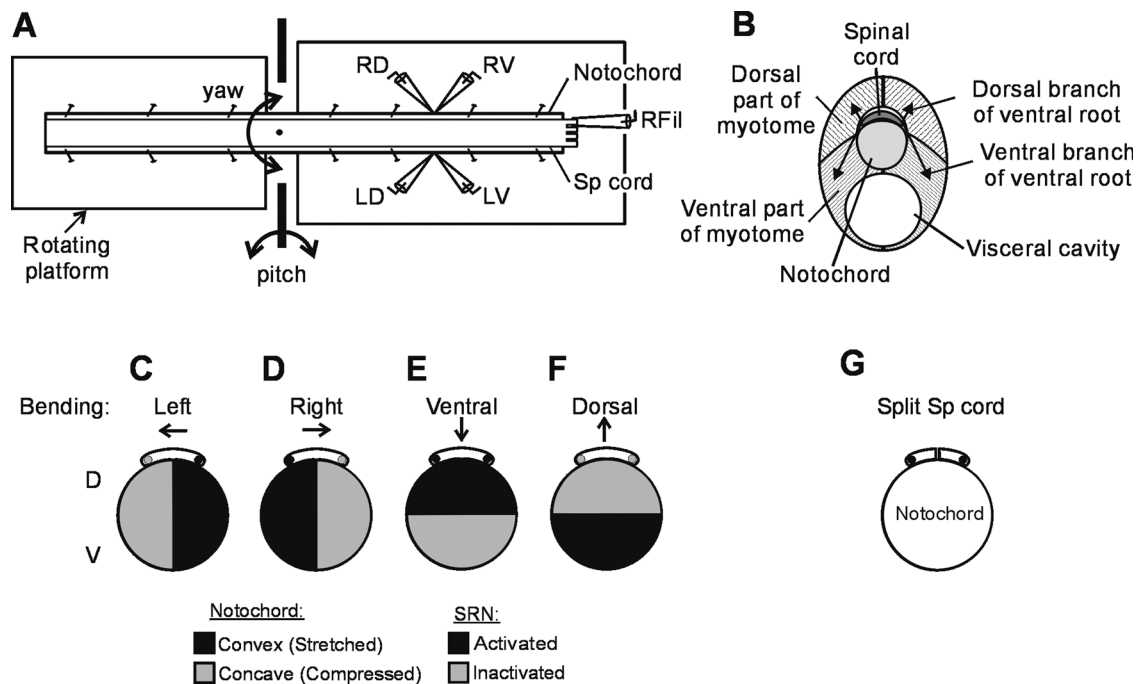 A
RD
RV
Notochord
yaw
RFil
LD
LV
Sp cord
Rotating
platform
pitch
B
Spinal
cord
Dorsal
part of
myotome
Dorsal branch
of ventral root
Ventral branch
of ventral root
Ventral part
of myotome
Visceral cavity
Notochord
C
D
E
F
G
Bending:
Left
Right
Ventral
Dorsal
Split Sp cord
D
V
Notochord
Notochord:
Convex (Stretched)
Concave (Compressed)
SRN:
Activated
Inactivated